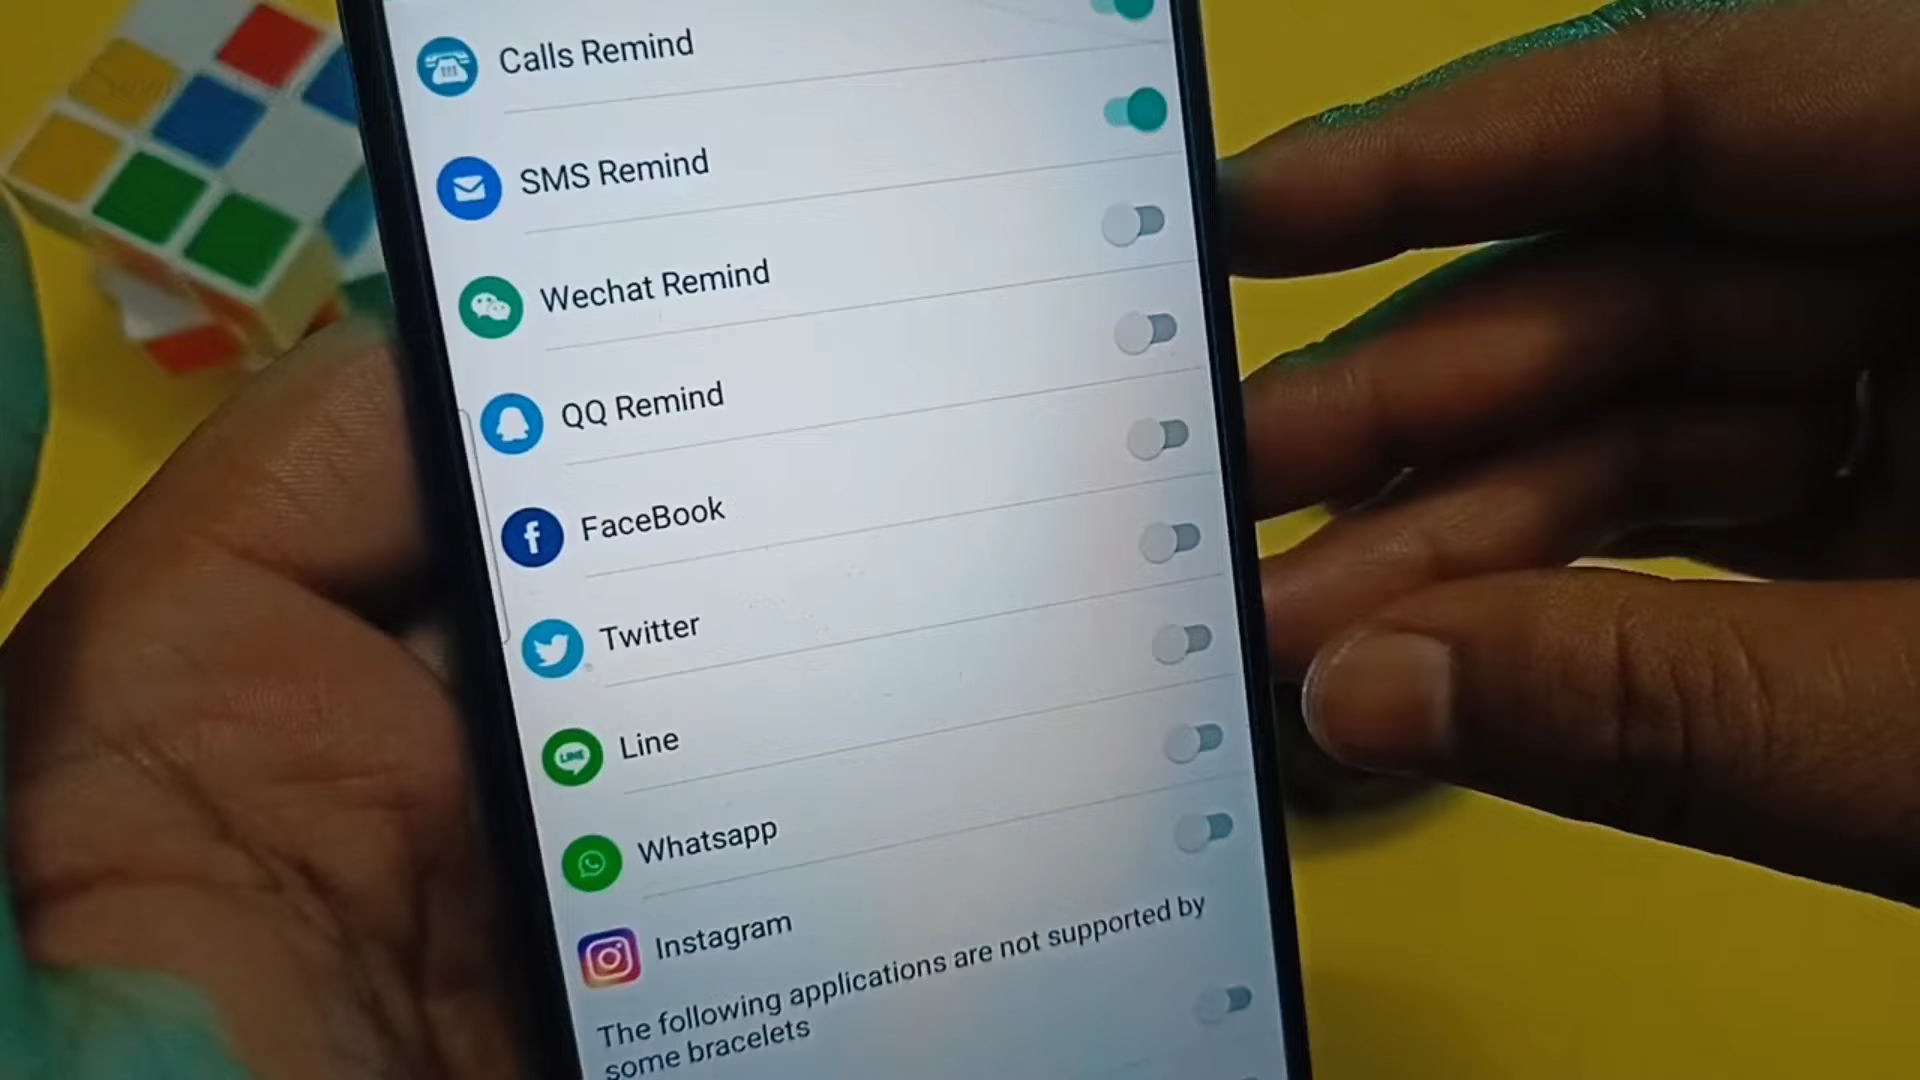 Calls Remind
SMS Remind
Wechat Remind
QQ Remind
FaceBook
Twitter
LINE
Line
Whatsapp
Instagram
The following applications are not supported by
some bracelets